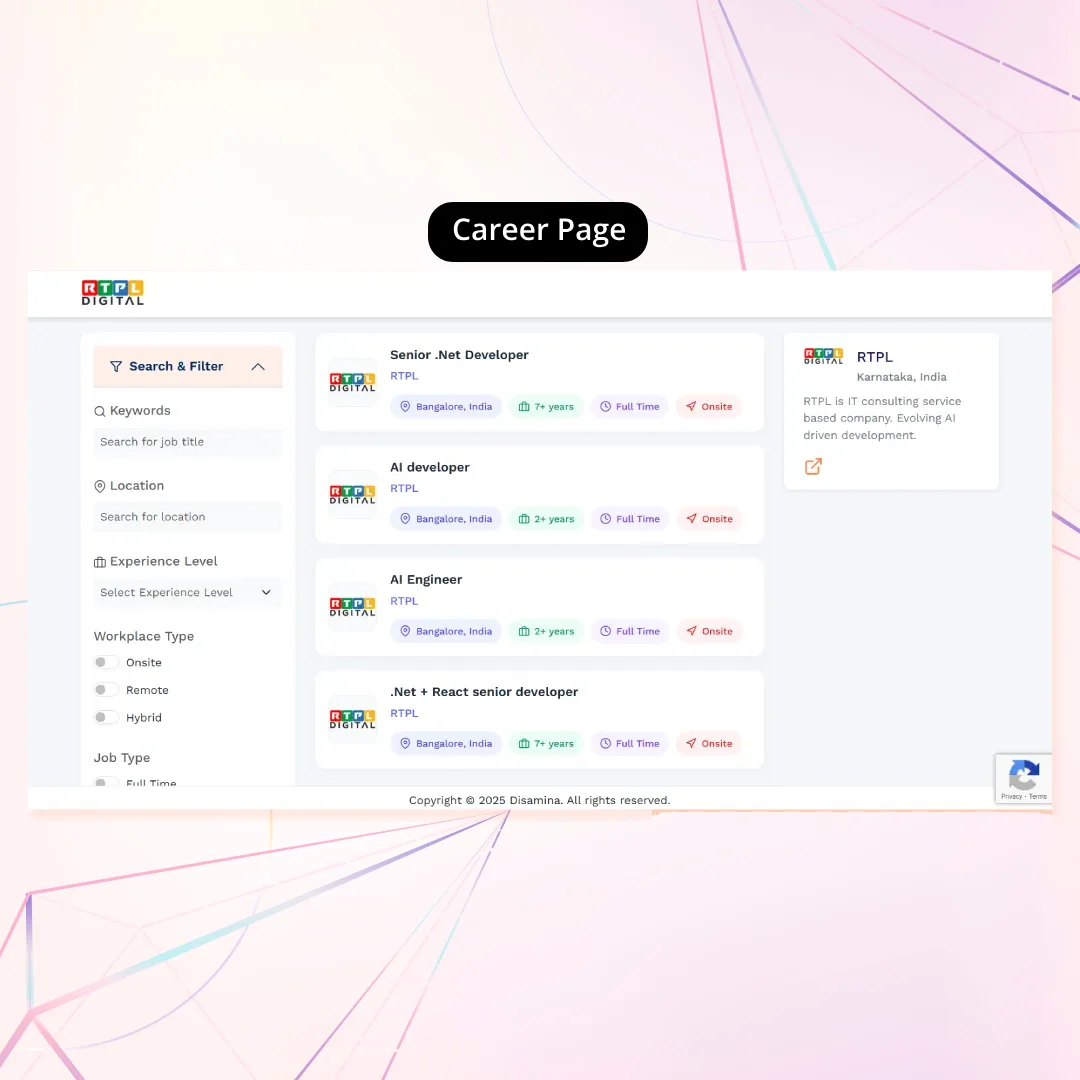 Career Page
RTPL
DIGITAL
Search & Filter
Keywords
Search for job title
Location
Search for location
Experience Level
Select Experience Level
Workplace Type
Onsite
Remote
Hybrid
Job Type
Full Time
RTPL
DIGITAL
Senior .Net Developer
RTPL
Bangalore, India 7+ years Full Time Onsite
RTPL
DIGITAL
AI developer
RTPL
Bangalore, India 2+ years Full Time Onsite
RTPL
DIGITAL
AI Engineer
RTPL
Bangalore, India 2+ years Full Time Onsite
RTPL
DIGITAL
.Net + React senior developer
RTPL
Bangalore, India 7+ years Full Time Onsite
RTPL
DIGITAL
RTPL
Karnataka, India
RTPL is IT consulting service
based company. Evolving AI
driven development.
Privacy - Terms
Copyright © 2025 Disamina. All rights reserved.